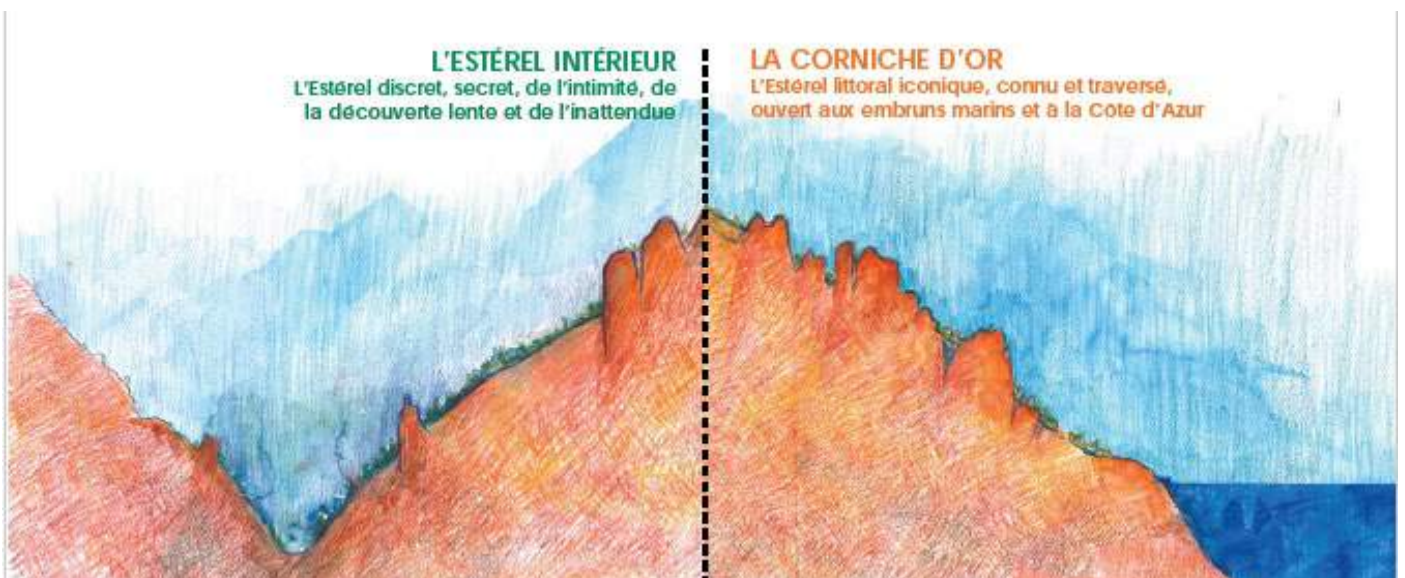 L'ESTÉREL INTÉRIEUR
L'Estérel discret, secret, de l'intimité, de
la découverte lente et de l'inattendue
LA CORNICHE D'OR
L'Estérel littoral iconique, connu et traversé,
ouvert aux embruns marins et à la Côte d'Azur